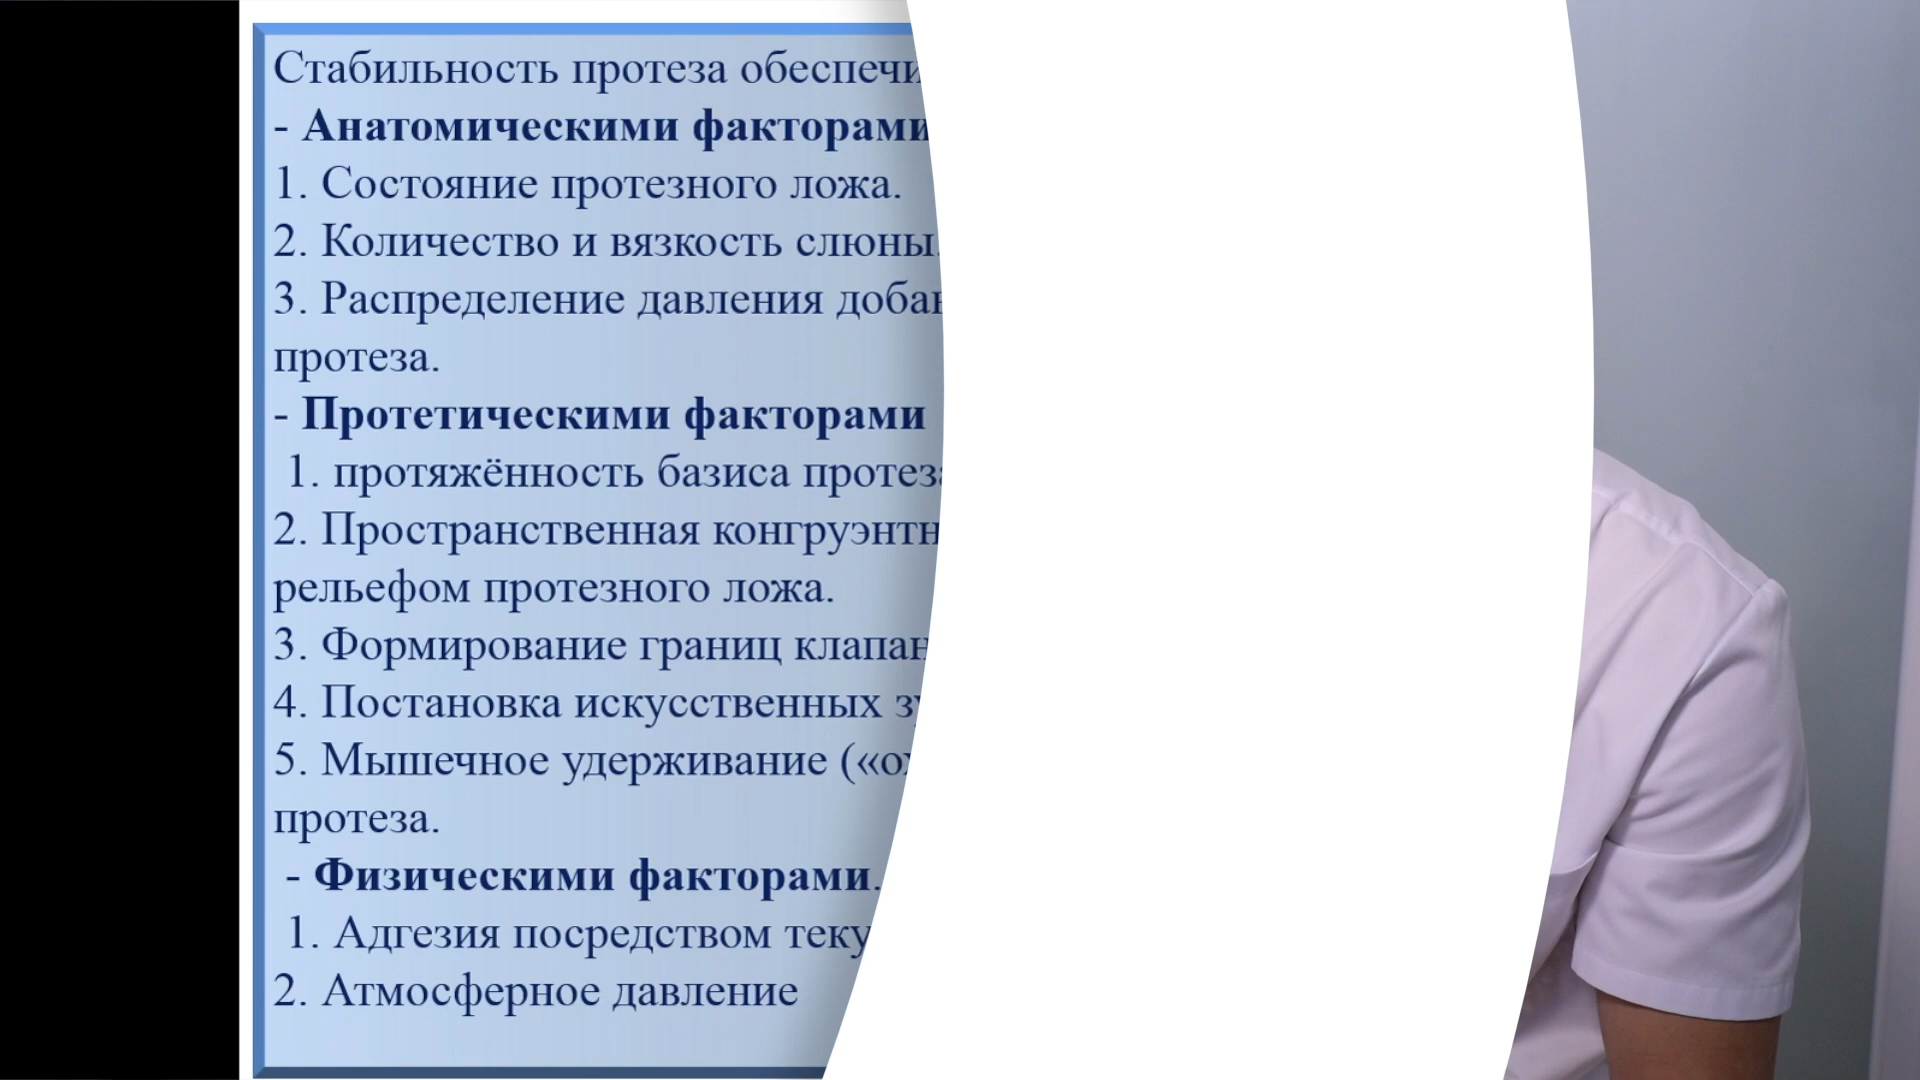 Стабильность протеза
- Анатомическими факторами
1. Состояние протезного ложа.
2. Количество и вязкость слюны.
3. Распределение давления
протеза.
- Протетическими факторами
1. протяжённость базиса
2. Пространственная
рельефом протезного ложа.
3. Формирование границ
4. Постановка искусственных
5. Мышечное удерживание
протеза.
- Физическими факторами.
1. Адгезия посредством
2. Атмосферное давление